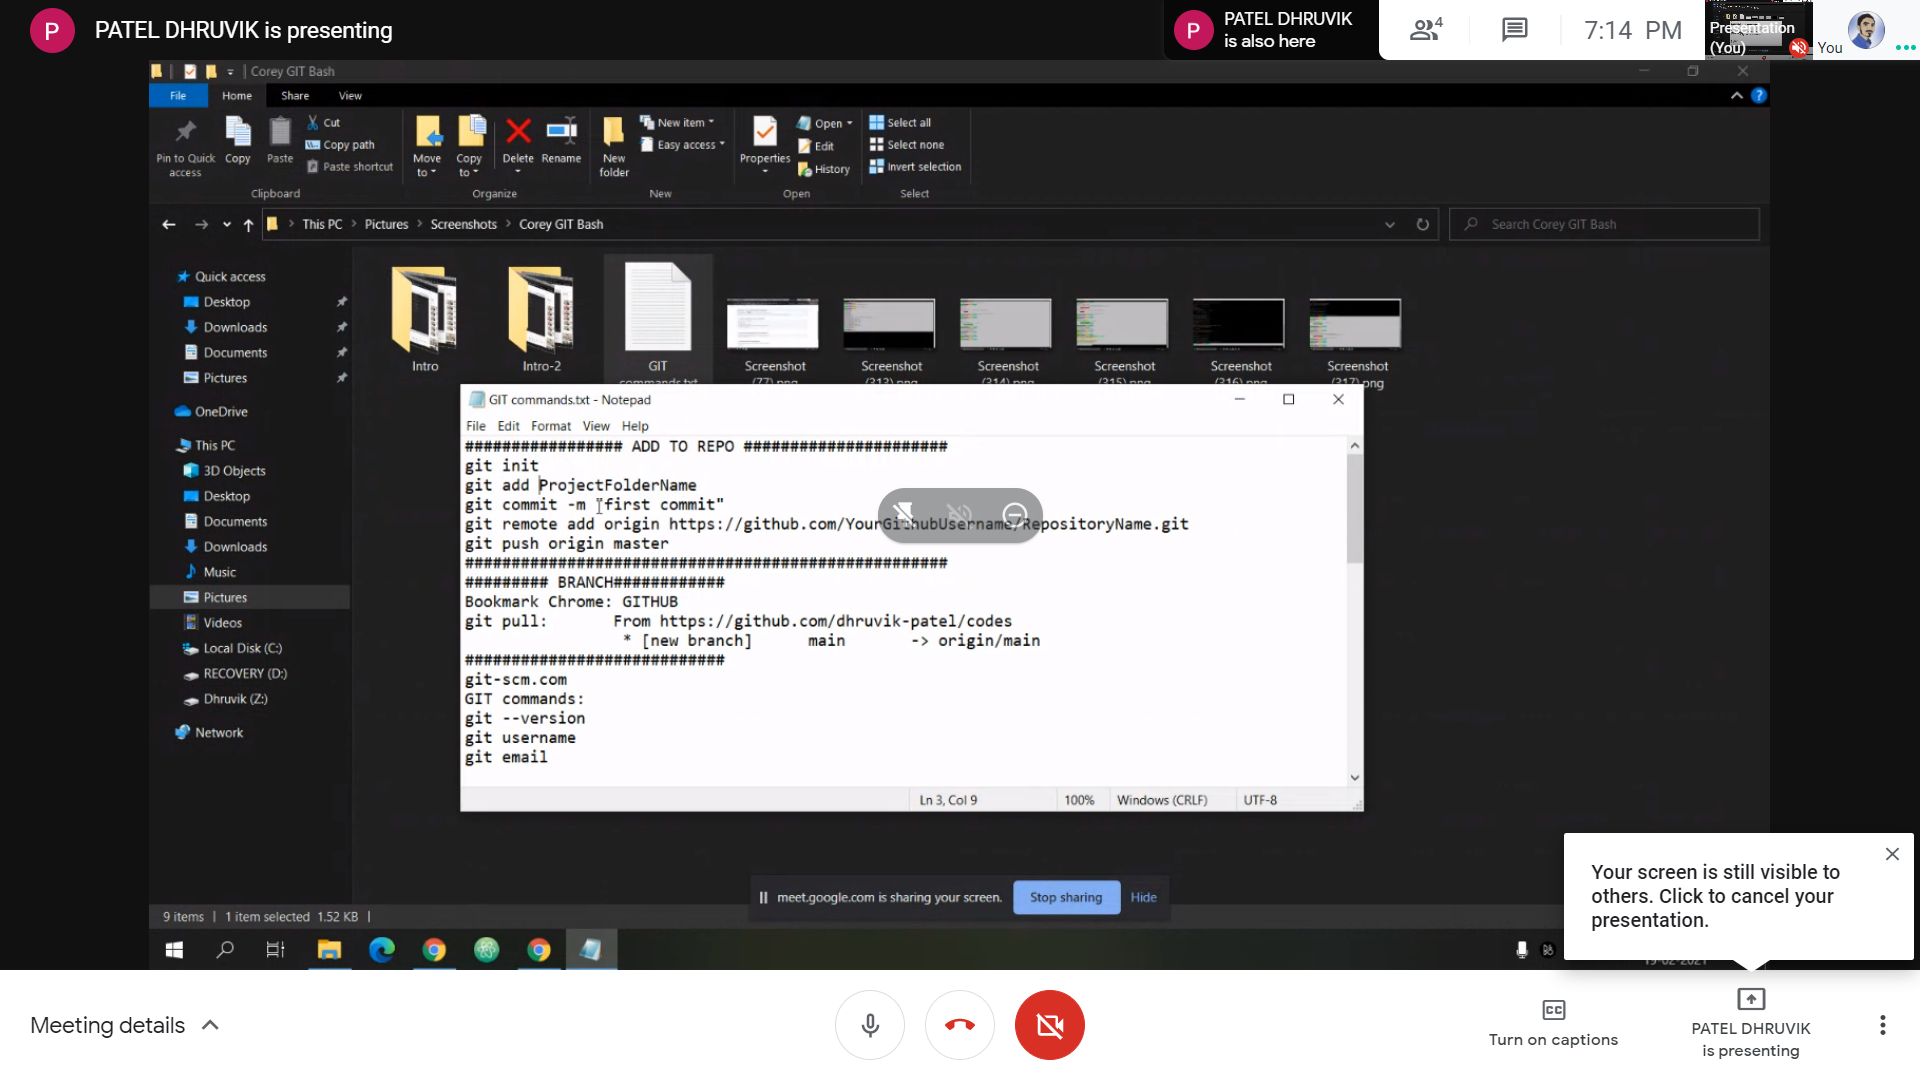 P PATEL DHRUVIK is presenting
P PATEL DHRUVIK is also here
4
7:14 PM
Presentation (You)
You
Corey GIT Bash
File Home Share View
Pin to Quick access
Copy
Paste
Cut
Copy path
Paste shortcut
Clipboard
Move to
Copy to
Delete
Rename
Organize
New folder
New item
Easy access
New
Properties
Open
Edit
History
Open
Select all
Select none
Invert selection
Select
This PC > Pictures > Screenshots > Corey GIT Bash
Search Corey GIT Bash
Quick access
Desktop
Downloads
Documents
Pictures
OneDrive
This PC
3D Objects
Desktop
Documents
Downloads
Music
Pictures
Videos
Local Disk (C:)
RECOVERY (D:)
Dhruvik (Z:)
Network
Intro
Intro-2
GIT commands.txt
Screenshot (77).png
Screenshot (313).png
Screenshot (314).png
Screenshot (315).png
Screenshot (316).png
Screenshot (317).png
GIT commands.txt - Notepad
File Edit Format View Help
################# ADD TO REPO ######################
git init
git add ProjectFolderName
git commit -m "first commit"
git remote add origin https://github.com/YourGithubUsername/RepositoryName.git
git push origin master
####################################################
######### BRANCH############
Bookmark Chrome: GITHUB
git pull: From https://github.com/dhruvik-patel/codes
* [new branch] main -> origin/main
############################
git-scm.com
GIT commands:
git --version
git username
git email
Ln 3, Col 9 100% Windows (CRLF) UTF-8
meet.google.com is sharing your screen. Stop sharing Hide
9 items 1 item selected 1.52 KB
Your screen is still visible to
others. Click to cancel your
presentation.
19-02-2021
Meeting details
CC
Turn on captions
PATEL DHRUVIK
is presenting